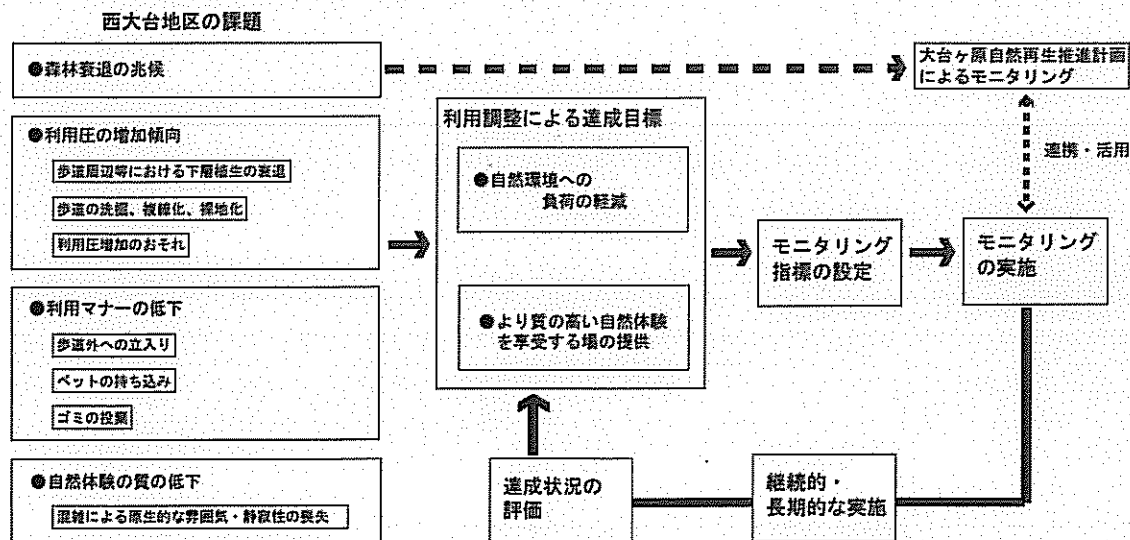 西大台地区の課題
●森林衰退の兆候
●利用圧の増加傾向
歩道周辺等における下層植生の衰退
歩道の洗掘、複線化、裸地化
利用圧増加のおそれ
●利用マナーの低下
歩道外への立入り
ペットの持ち込み
ゴミの投棄
●自然体験の質の低下
混雑による原生的な雰囲気・静寂性の喪失
利用調整による達成目標
●自然環境への
負荷の軽減
●より質の高い自然体験
を享受する場の提供
モニタリング
指標の設定
モニタリング
の実施
大台ヶ原自然再生推進計画
によるモニタリング
連携・活用
達成状況の
評価
継続的・
長期的な実施